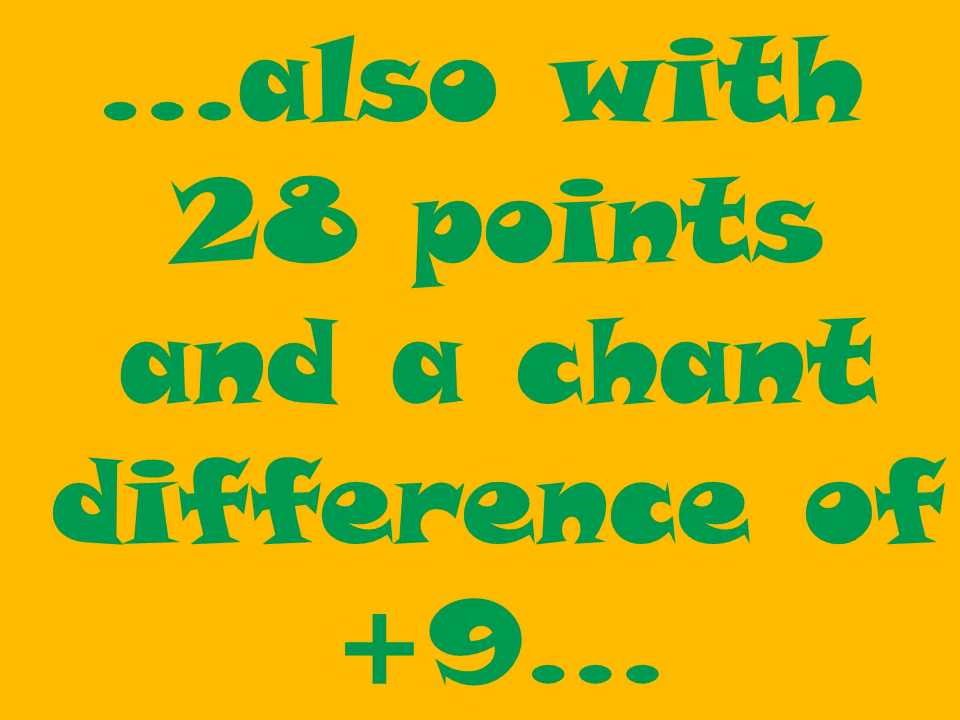 ...also with
28 points
and a chant
difference of
+9...